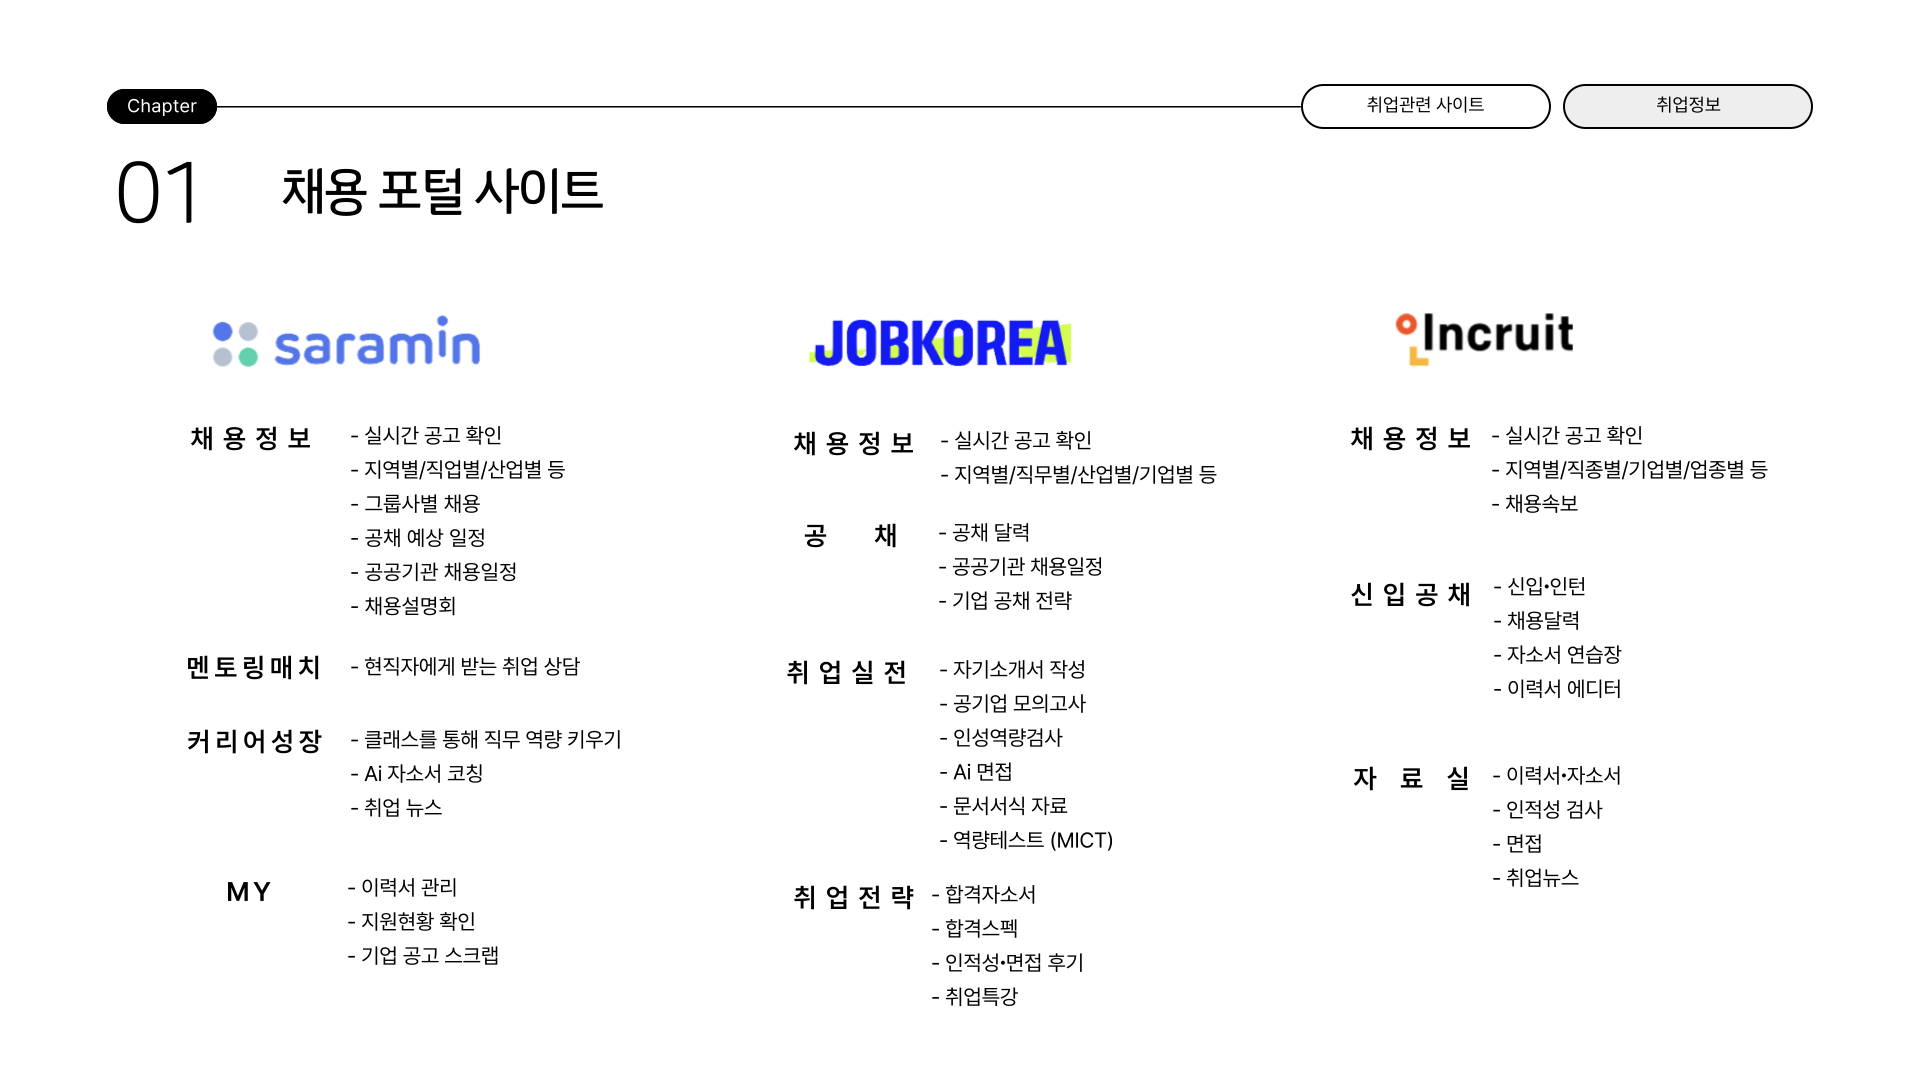 Chapter
취업관련 사이트
취업정보
01 채용 포털 사이트
saramin
채용정보
- 실시간 공고 확인
- 지역별/직업별/산업별 등
- 그룹사별 채용
- 공채 예상 일정
- 공공기관 채용일정
- 채용설명회
멘토링매치
- 현직자에게 받는 취업 상담
커리어성장
- 클래스를 통해 직무 역량 키우기
- Ai 자소서 코칭
- 취업 뉴스
MY
- 이력서 관리
- 지원현황 확인
- 기업 공고 스크랩
JOBKOREA
채용정보
- 실시간 공고 확인
- 지역별/직무별/산업별/기업별 등
공 채
- 공채 달력
- 공공기관 채용일정
- 기업 공채 전략
취업실전
- 자기소개서 작성
- 공기업 모의고사
- 인성역량검사
- Ai 면접
- 문서서식 자료
- 역량테스트 (MICT)
취업전략
- 합격자소서
- 합격스펙
- 인적성•면접 후기
- 취업특강
Incruit
채용정보
- 실시간 공고 확인
- 지역별/직종별/기업별/업종별 등
- 채용속보
신입공채
- 신입•인턴
- 채용달력
- 자소서 연습장
- 이력서 에디터
자료실
- 이력서•자소서
- 인적성 검사
- 면접
- 취업뉴스